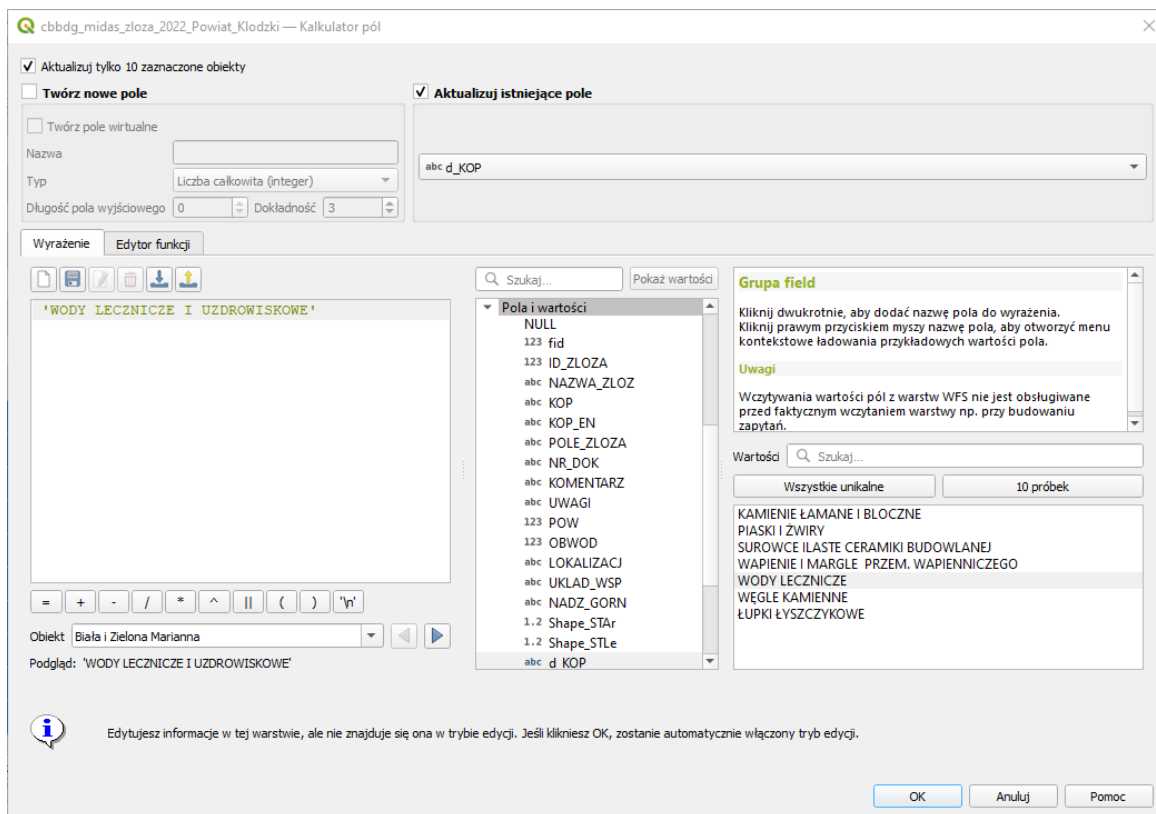 cbbdg_midas_zloza_2022_Powiat_Klodzki — Kalkulator pól
Aktualizuj tylko 10 zaznaczone obiekty
Twórz nowe pole
Twórz pole wirtualne
Nazwa
Typ Liczba całkowita (integer)
Długość pola wyjściowego 0 Dokładność 3
Aktualizuj istniejące pole
abc d_KOP
Wyrażenie Edytor funkcji
'WODY LECZNICZE I UZDROWISKOWE'
= + - / * ^ || ( ) '\n'
Obiekt Biała i Zielona Marianna
Podgląd: 'WODY LECZNICZE I UZDROWISKOWE'
Szukaj... Pokaż wartości
Pola i wartości
NULL
123 fid
123 ID_ZLOZA
abc NAZWA_ZLOZ
abc KOP
abc KOP_EN
abc POLE_ZLOZA
abc NR_DOK
abc KOMENTARZ
abc UWAGI
123 POW
123 OBWOD
abc LOKALIZACJ
abc UKLAD_WSP
abc NADZ_GORN
1.2 Shape_STAr
1.2 Shape_STLe
abc d_KOP
Grupa field
Kliknij dwukrotnie, aby dodać nazwę pola do wyrażenia.
Kliknij prawym przyciskiem myszy nazwę pola, aby otworzyć menu
kontekstowe ładowania przykładowych wartości pola.
Uwagi
Wczytywania wartości pól z warstw WFS nie jest obsługiwane
przed faktycznym wczytaniem warstwy np. przy budowaniu
zapytań.
Wartości Szukaj...
Wszystkie unikalne 10 próbek
KAMIENIE ŁAMANE I BLOCZNE
PIASKI I ŻWIRY
SUROWCE ILASTE CERAMIKI BUDOWLANEJ
WAPIENIE I MARGLE PRZEM. WAPIENNICZEGO
WODY LECZNICZE
WĘGLE KAMIENNE
ŁUPKI ŁYSZCZYKOWE
Edytujesz informacje w tej warstwie, ale nie znajduje się ona w trybie edycji. Jeśli klikniesz OK, zostanie automatycznie włączony tryb edycji.
OK Anuluj Pomoc